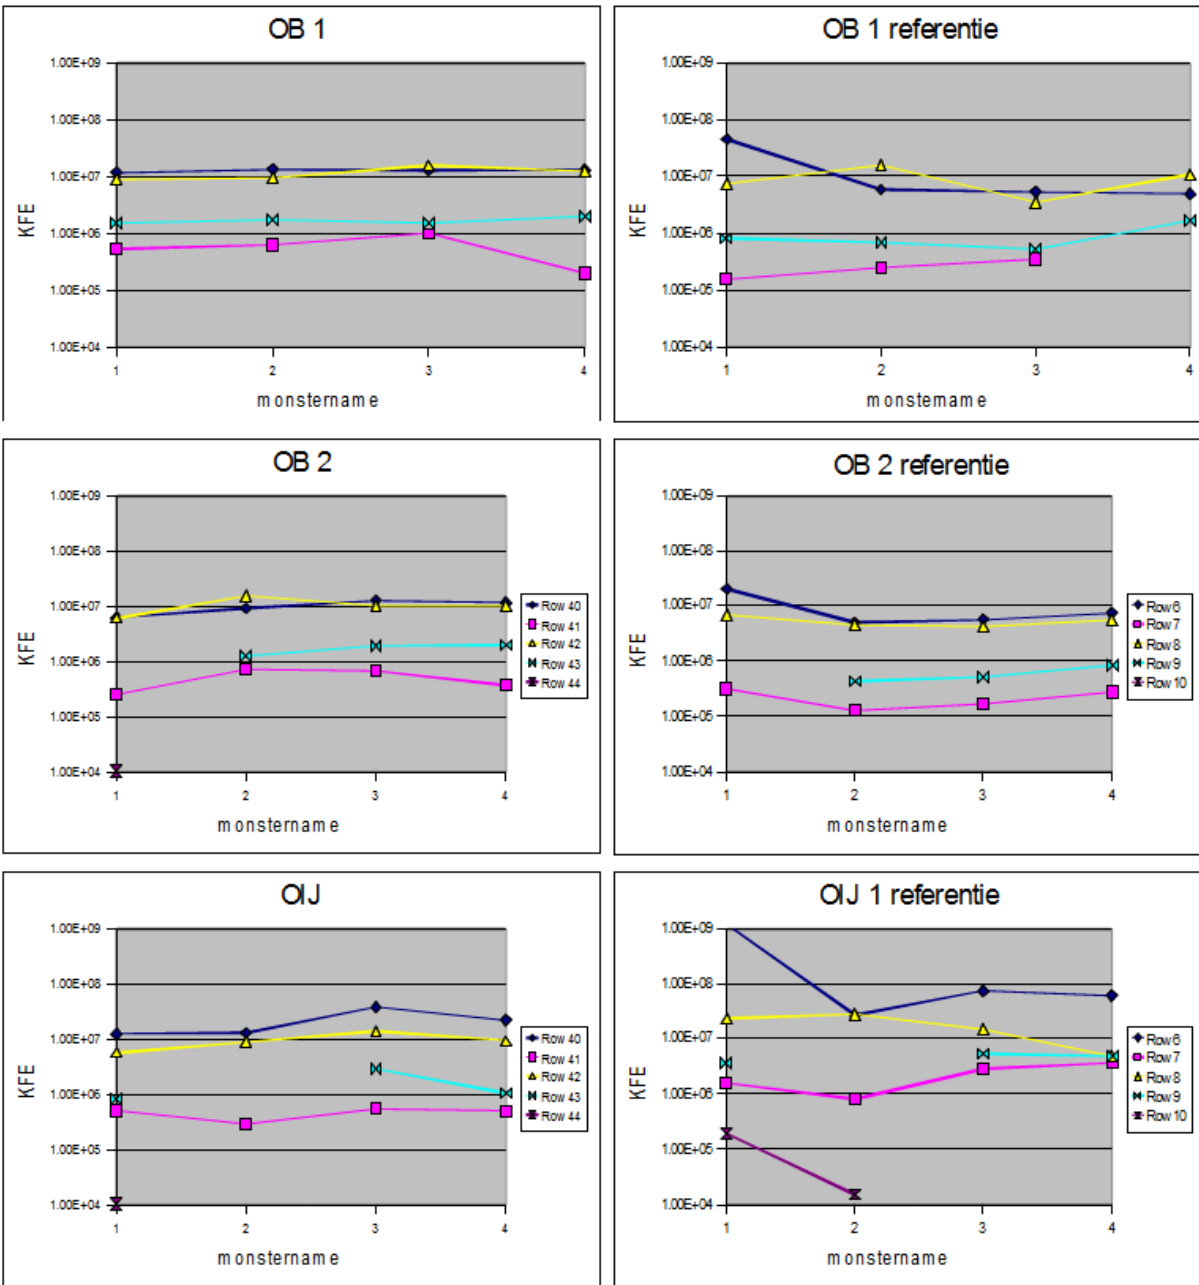 OB 1
1.00E+09
1.00E+08
1.00E+07
1.00E+06
1.00E+05
1.00E+04
KFE
1 2 3 4
monstername
OB 1 referentie
1.00E+09
1.00E+08
1.00E+07
1.00E+06
1.00E+05
1.00E+04
KFE
1 2 3 4
monstername
OB 2
1.00E+09
1.00E+08
1.00E+07
1.00E+06
1.00E+05
1.00E+04
KFE
1 2 3 4
monstername
Row 40
Row 41
Row 42
Row 43
Row 44
OB 2 referentie
1.00E+09
1.00E+08
1.00E+07
1.00E+06
1.00E+05
1.00E+04
KFE
1 2 3 4
monstername
Row 6
Row 7
Row 8
Row 9
Row 10
OIJ
1.00E+09
1.00E+08
1.00E+07
1.00E+06
1.00E+05
1.00E+04
KFE
1 2 3 4
monstername
Row 40
Row 41
Row 42
Row 43
Row 44
OIJ 1 referentie
1.00E+09
1.00E+08
1.00E+07
1.00E+06
1.00E+05
1.00E+04
KFE
1 2 3 4
monstername
Row 6
Row 7
Row 8
Row 9
Row 10